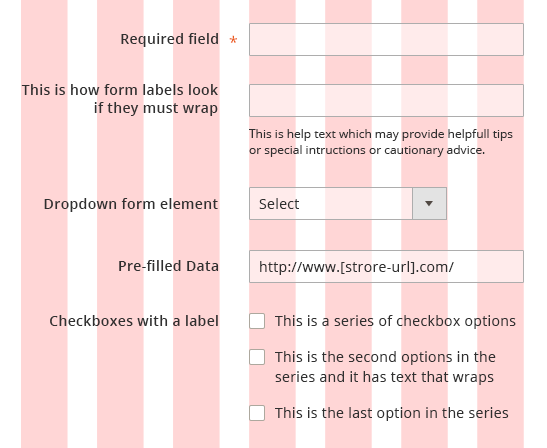 Required field *
This is how form labels look
if they must wrap
This is help text which may provide helpfull tips
or special intructions or cautionary advice.
Dropdown form element Select
Pre-filled Data http://www.[strore-url].com/
Checkboxes with a label This is a series of checkbox options
This is the second options in the
series and it has text that wraps
This is the last option in the series